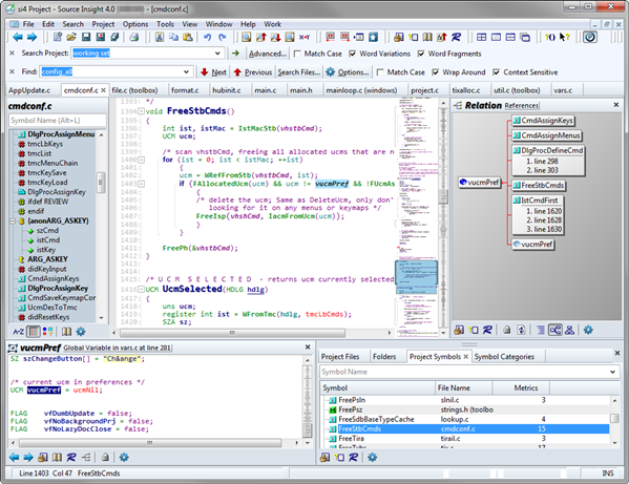 si4 Project - Source Insight 4.0 - [cmdconf.c]
File Edit Search Project Options Tools View Window Help Work
Search Project: working set Advanced... Match Case Word Variations Word Fragments
Find: config_all Next Previous Search Files... Options... Match Case Wrap Around Context Sensitive
AppUpdate.c cmdconf.c file.c (toolbox) format.c hubinit.c main.c main.h mainloop.c (windows) project.c tixalloc.c util.c (toolbox) vars.c
cmdconf.c
Symbol Name (Alt+L)
DlgProcAssignMenu
tmcLbKeys
tmcList
tmcMenuChain
tmcKeySave
tmcKeyLoad
DlgProcAssignKey
#ifdef REVIEW
endif
(anonARG_ASKEY)
szCmd
istCmd
istKey
ARG_ASKEY
didKeyInput
CmdAssignKeys
DlgProcAssignKey
CmdSaveKeymapCon
UcmDesToTmc
didResetKeys
A-Z
*/
void FreeStbCmds()
{
int ist, istMac = IstMacStb(vhstbCmd);
UCM ucm;
/* scan vhstbCmd, freeing all allocated ucms that are n
for (ist = 0; ist < istMac; ++ist)
{
ucm = WRefFromStb(vhstbCmd, ist);
if (FAllocatedUcm(ucm) && ucm != vucmPref && !FUcmAs
{
/* delete the ucm; Same as DeleteUcm, only don'
looking for it on any menus or keymaps */
FreeIsp(vhshCmd, IacmFromUcm(ucm));
}
}
FreePh(&vhstbCmd);
}
/* U C M   S E L E C T E D  - returns ucm currently selected
UCM UcmSelected(HDLG hdlg)
{
uns ucm;
register int ist = WFromTmc(hdlg, tmcLbCmds);
SZA sz;
Relation References:
CmdAssignKeys
CmdAssignMenus
DlgProcDefineCmd
1. line 298
2. line 303
vucmPref
FreeStbCmds
IstCmdFirst
1. line 1620
2. line 1628
3. line 1630
vucmPref
vucmPref Global Variable in vars.c at line 281)
SZ szChangeButton[] = "Ch&ange";
/* current ucm in preferences */
UCM vucmPref = ucmNil;
FLAG vfDumbUpdate = false;
FLAG vfNoBackgroundPrj = false;
FLAG vfNoLazyDocClose = false;
Project Files Folders Project Symbols Symbol Categories
Symbol Name
Symbol File Name Metrics
FreePsln slnil.c 3
FreePsz strings.h (toolbo
FreeSdbBaseTypeCache lookup.c 4
FreeStbCmds cmdconf.c 15
FreeTira tirail.c 3
Line 1403 Col 47 FreeStbCmds INS